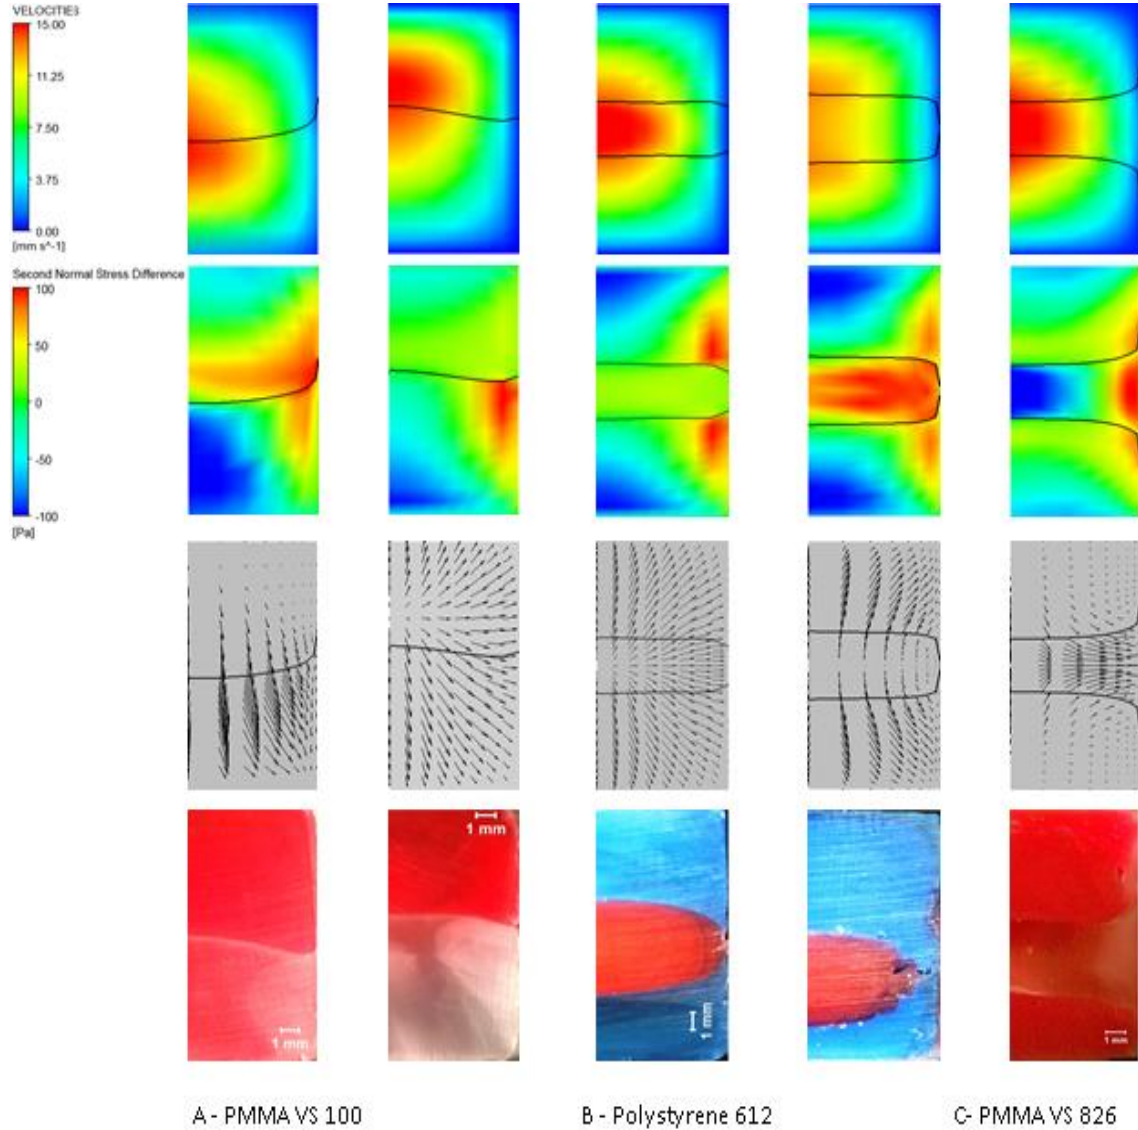 VELOCITIES
15.00
11.25
7.50
3.75
0.00
[mm s^-1]
Second Normal Stress Difference
100
50
0
-50
-100
[Pa]
1 mm
1 mm
1 mm
1 mm
1 mm
A - PMMA VS 100
B - Polystyrene 612
C- PMMA VS 826